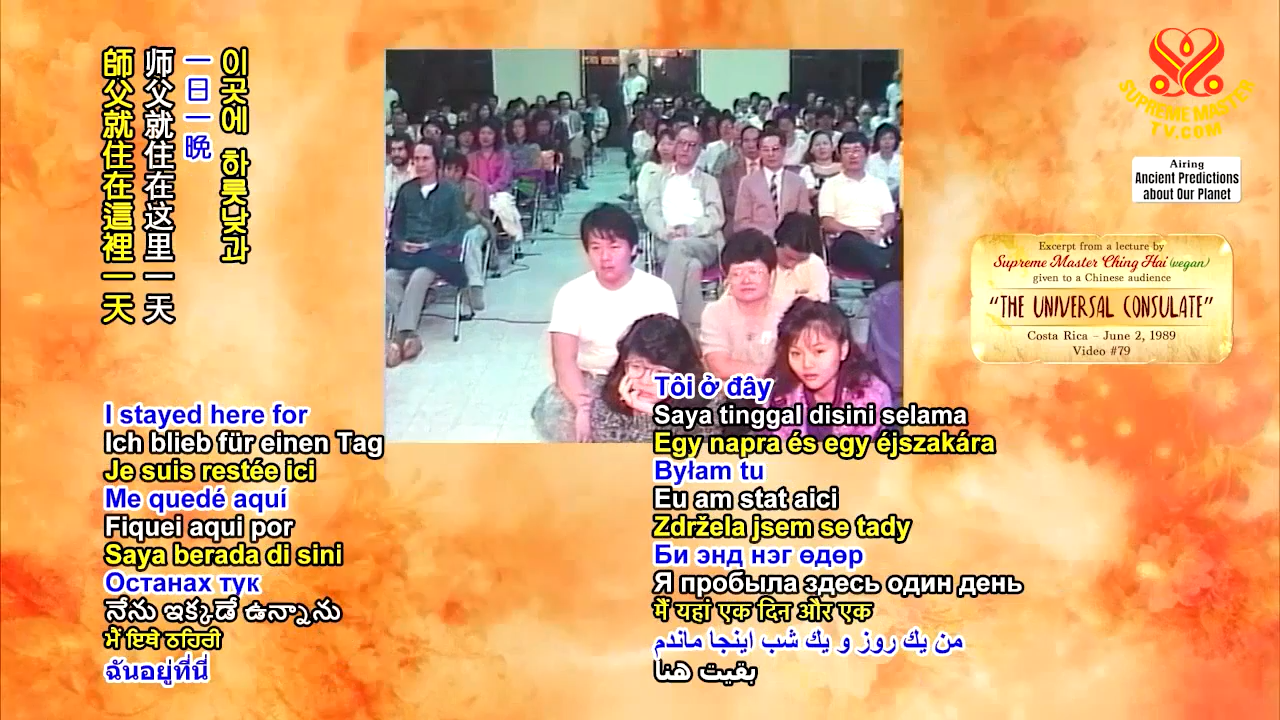 師父就住在這裡一天
师父就住在这里一天
一日一晚
이곳에 하룻낮과
SUPREME MASTER
TV.COM
Airing
Ancient Predictions
about Our Planet
Excerpt from a lecture by
Supreme Master Ching Hai (vegan)
given to a Chinese audience
“THE UNIVERSAL CONSULATE”
Costa Rica – June 2, 1989
Video #79
I stayed here for
Ich blieb für einen Tag
Je suis restée ici
Me quedé aquí
Fiquei aqui por
Saya berada di sini
Останах тук
నేను ఇక్కడే ఉన్నాను
ਮੈਂ ਇਥੇ ਠਹਿਰੀ
ฉันอยู่ที่นี่
Tôi ở đây
Saya tinggal disini selama
Egy napra és egy éjszakára
Byłam tu
Eu am stat aici
Zdržela jsem se tady
Би энд нэг өдөр
Я пробыла здесь один день
मैं यहां एक दिन और एक
من یك روز و یك شب اینجا ماندم
بقيت هنا